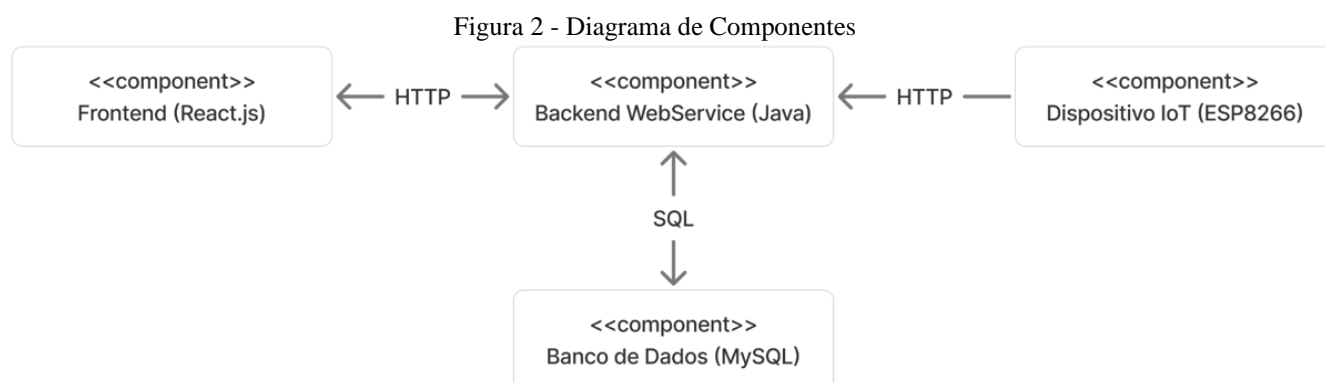 Figura 2 - Diagrama de Componentes
<<component>>
Frontend (React.js)
HTTP
<<component>>
Backend WebService (Java)
HTTP
<<component>>
Dispositivo IoT (ESP8266)
SQL
<<component>>
Banco de Dados (MySQL)